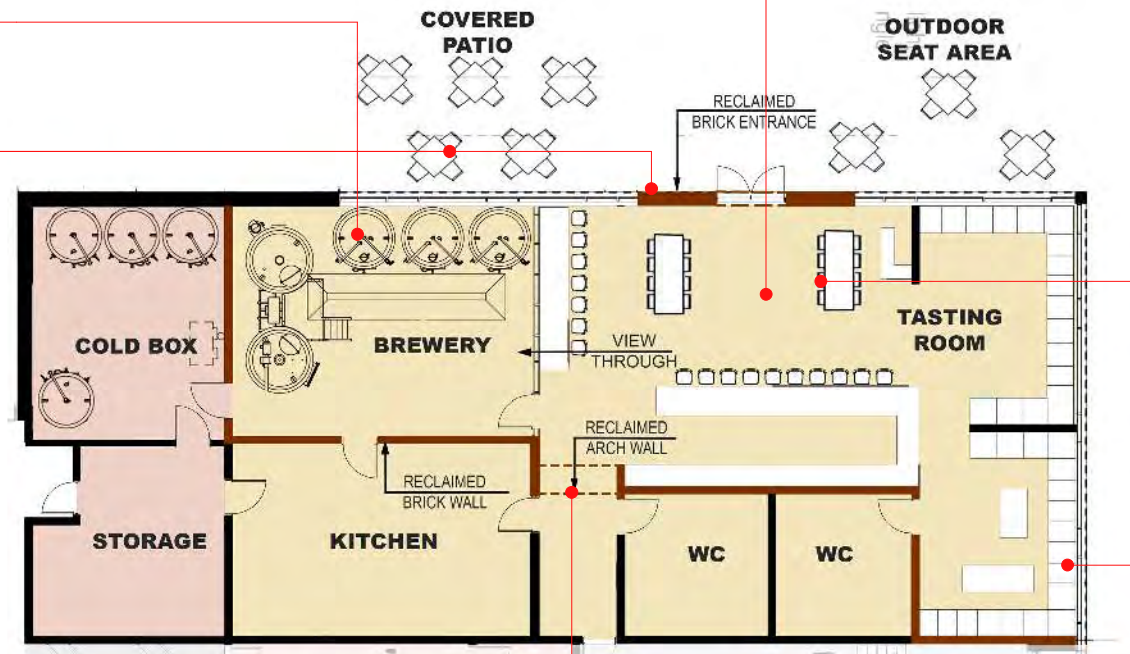 COVERED
PATIO
OUTDOOR
SEAT AREA
RECLAIMED
BRICK ENTRANCE
COLD BOX
BREWERY
VIEW
THROUGH
TASTING
ROOM
RECLAIMED
ARCH WALL
RECLAIMED
BRICK WALL
STORAGE
KITCHEN
WC
WC